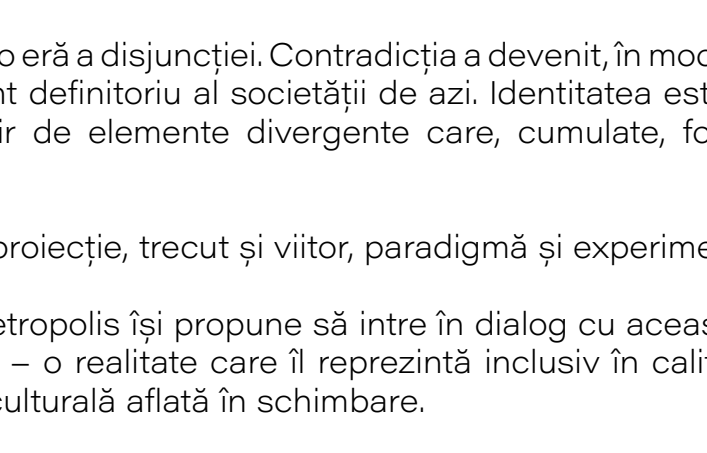 o eră a disjuncției. Contradicția a devenit, în mod
nt definitoriu al societății de azi. Identitatea est
ir de elemente divergente care, cumulate, fo
proiecție, trecut și viitor, paradigmă și experime
etropolis își propune să intre în dialog cu aceas
– o realitate care îl reprezintă inclusiv în calit
culturală aflată în schimbare.